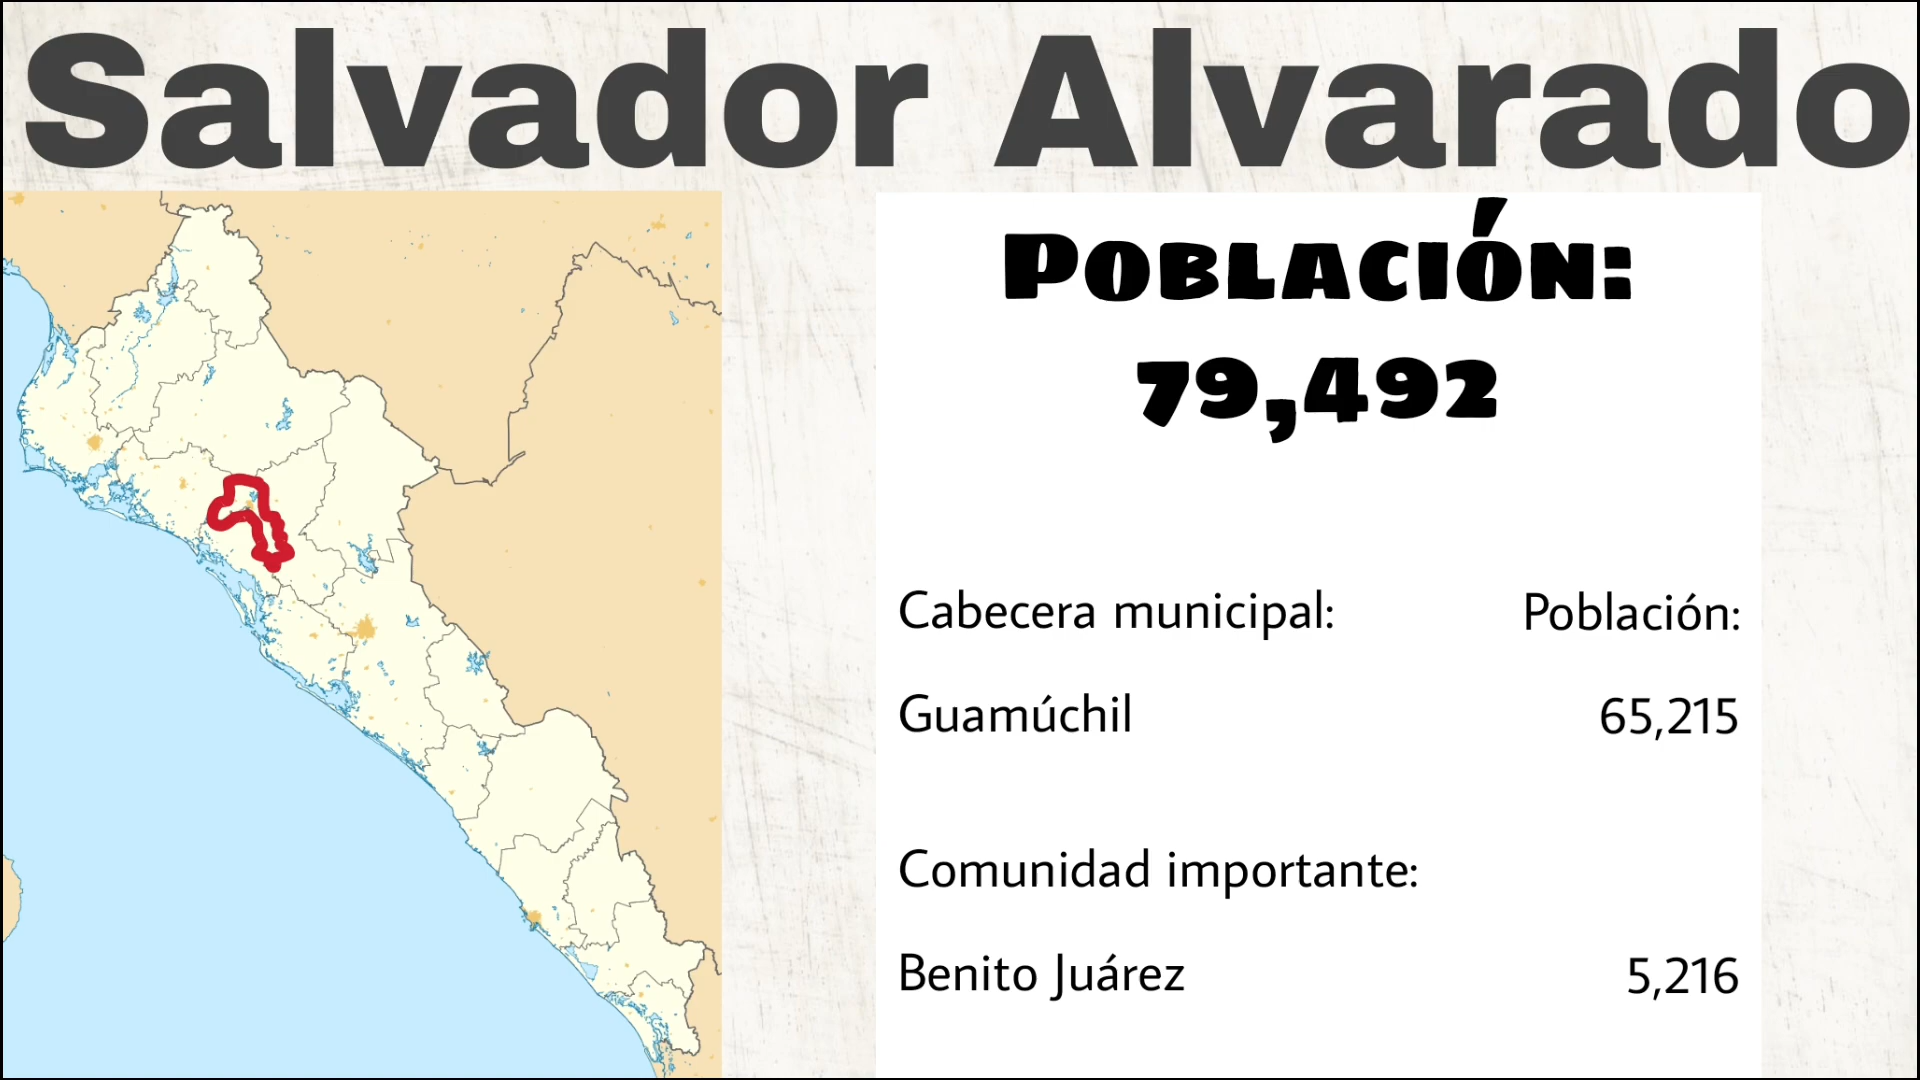 Salvador Alvarado
Población:
79,492
Cabecera municipal: Población:
Guamúchil 65,215
Comunidad importante:
Benito Juárez 5,216